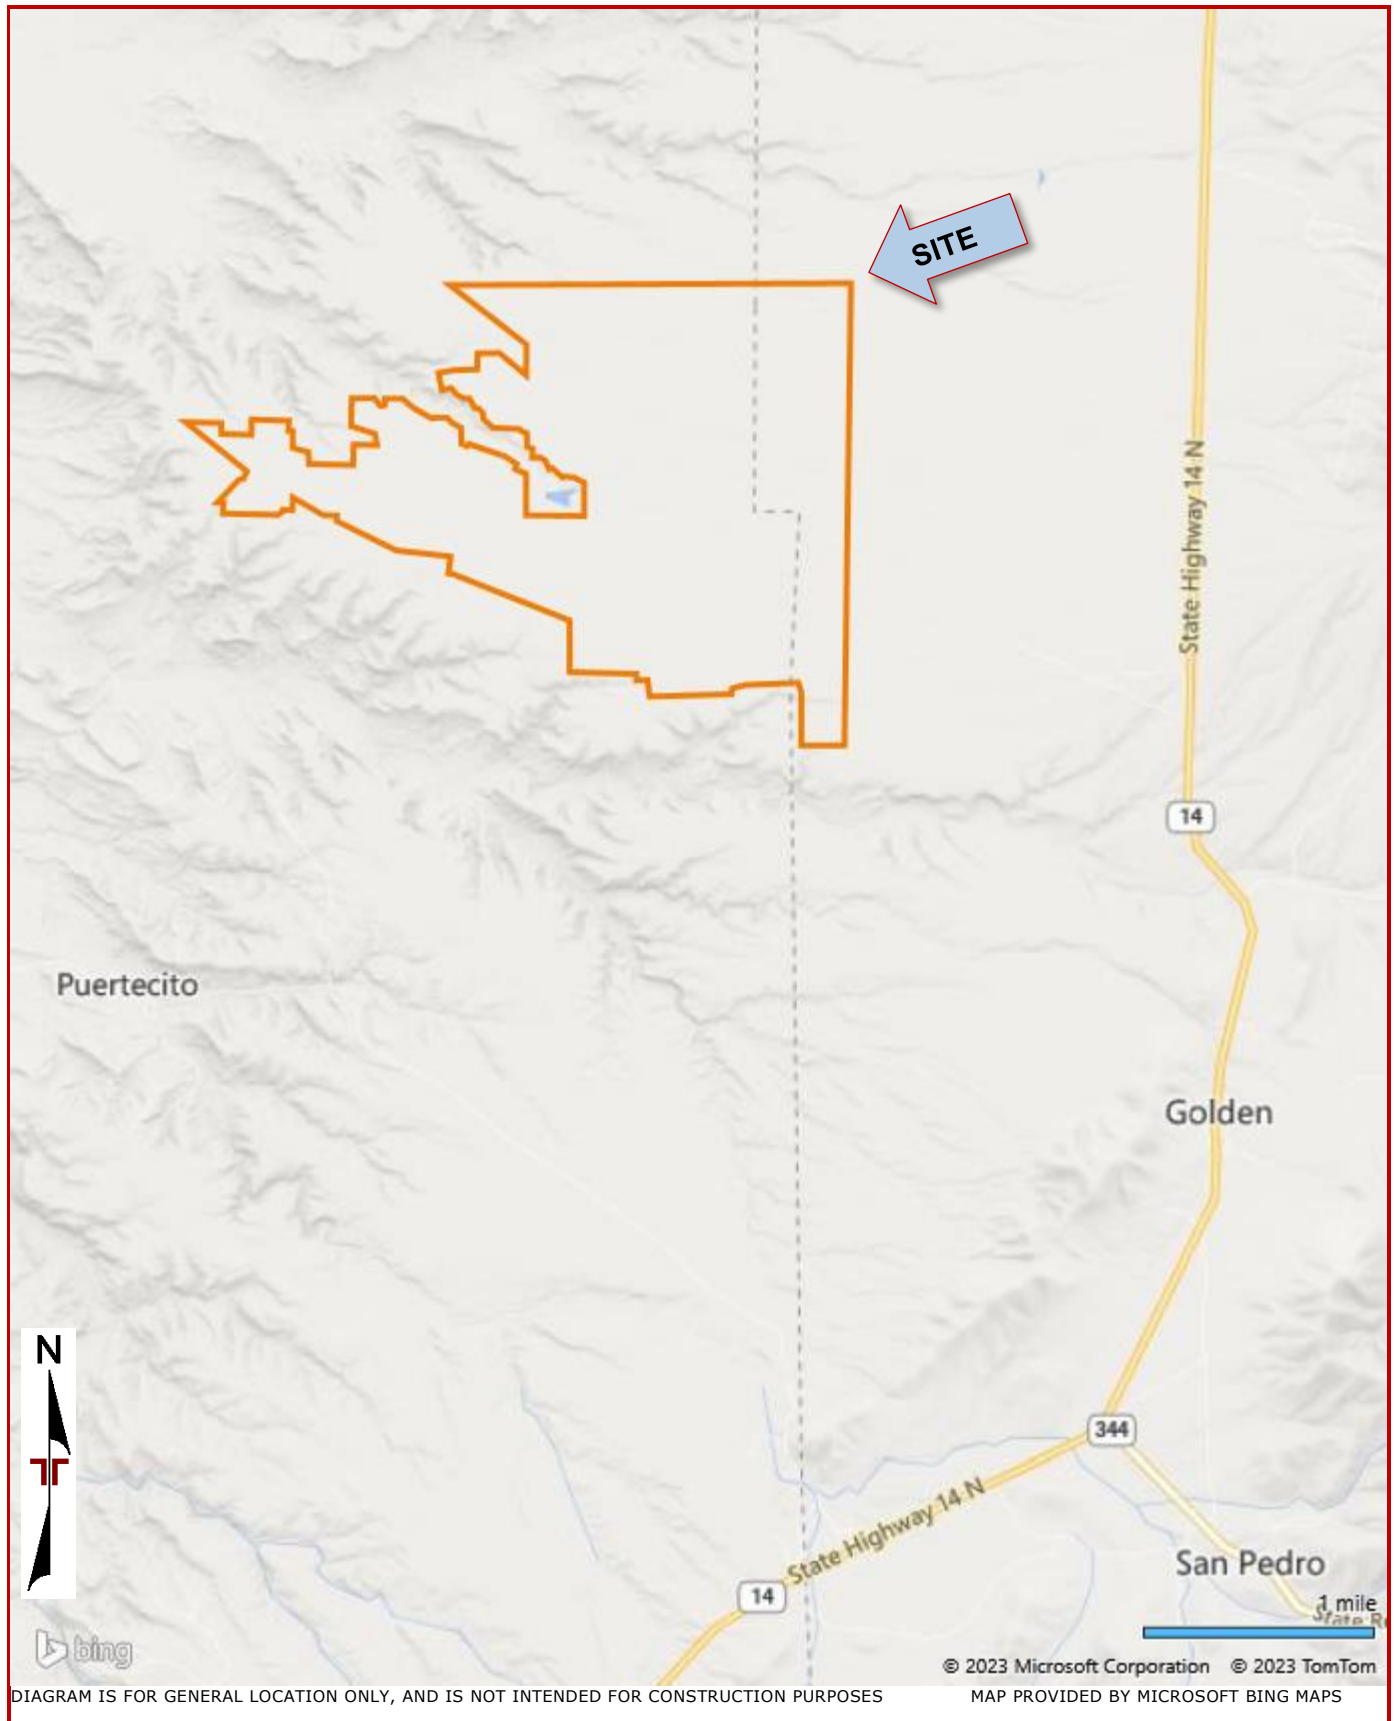 SITE
State Highway 14 N
14
Puertecito
Golden
N
344
State Highway 14 N
San Pedro
14
1 mile
bing
© 2023 Microsoft Corporation © 2023 TomTom
DIAGRAM IS FOR GENERAL LOCATION ONLY, AND IS NOT INTENDED FOR CONSTRUCTION PURPOSES MAP PROVIDED BY MICROSOFT BING MAPS